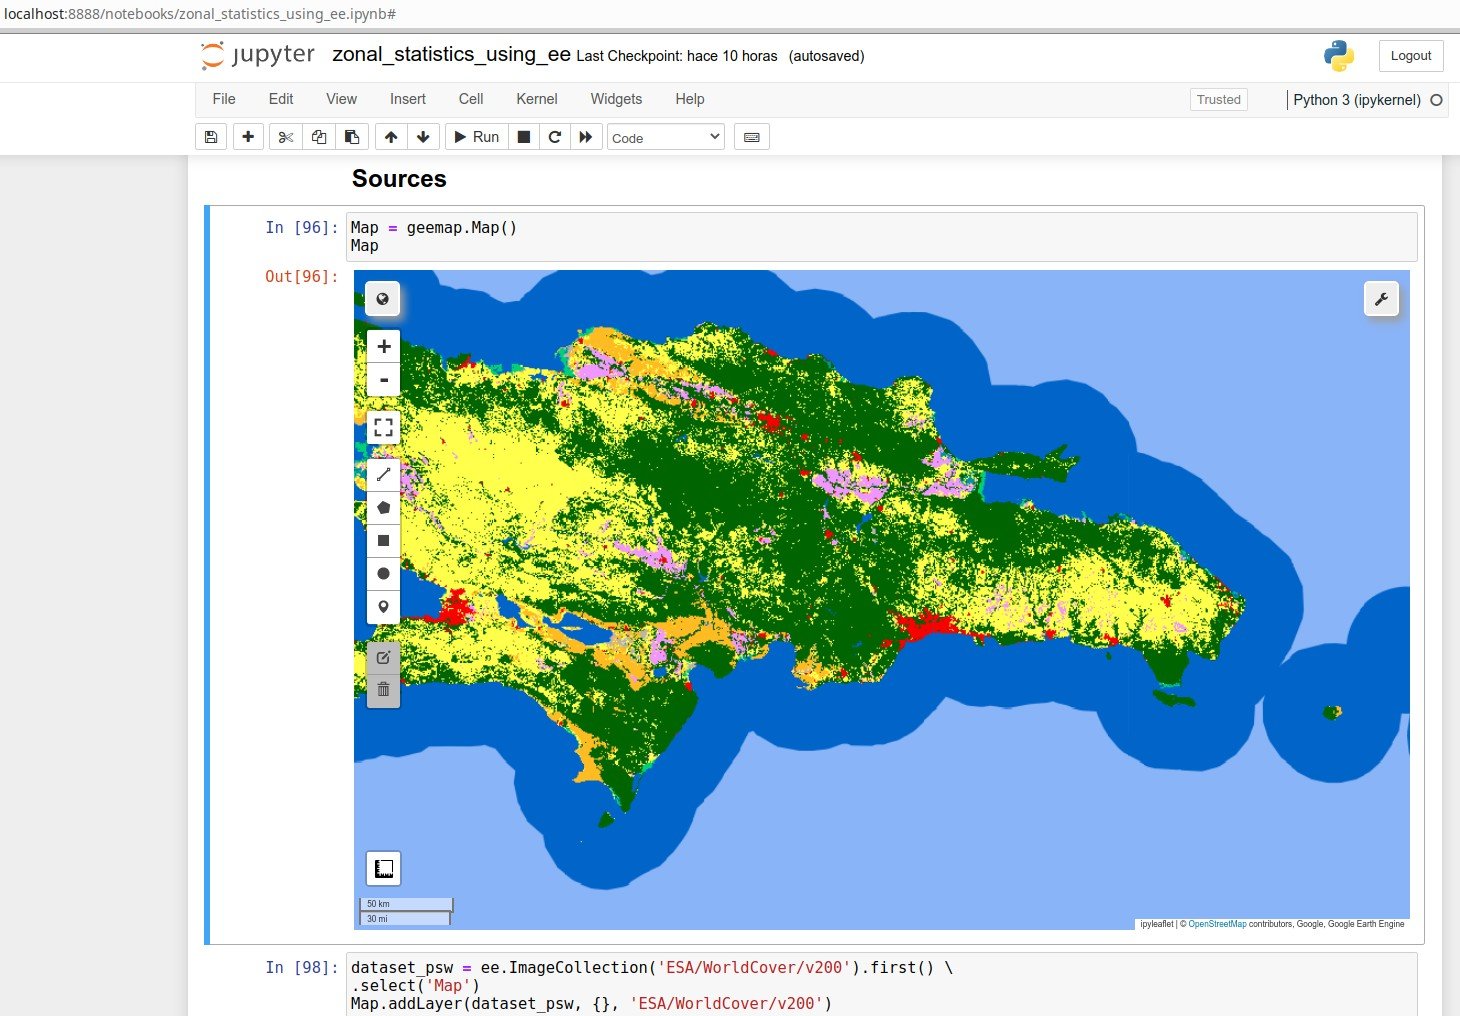 localhost:8888/notebooks/zonal_statistics_using_ee.ipynb#
jupyter zonal_statistics_using_ee Last Checkpoint: hace 10 horas (autosaved) Logout
File Edit View Insert Cell Kernel Widgets Help Trusted Python 3 (ipykernel)
Run Code
Sources
In [96]: Map = geemap.Map()
Map
Out[96]:
+
-
50 km
30 mi
ipyleaflet | © OpenStreetMap contributors, Google, Google Earth Engine
In [98]: dataset_psw = ee.ImageCollection('ESA/WorldCover/v200').first() \
.select('Map')
Map.addLayer(dataset_psw, {}, 'ESA/WorldCover/v200')